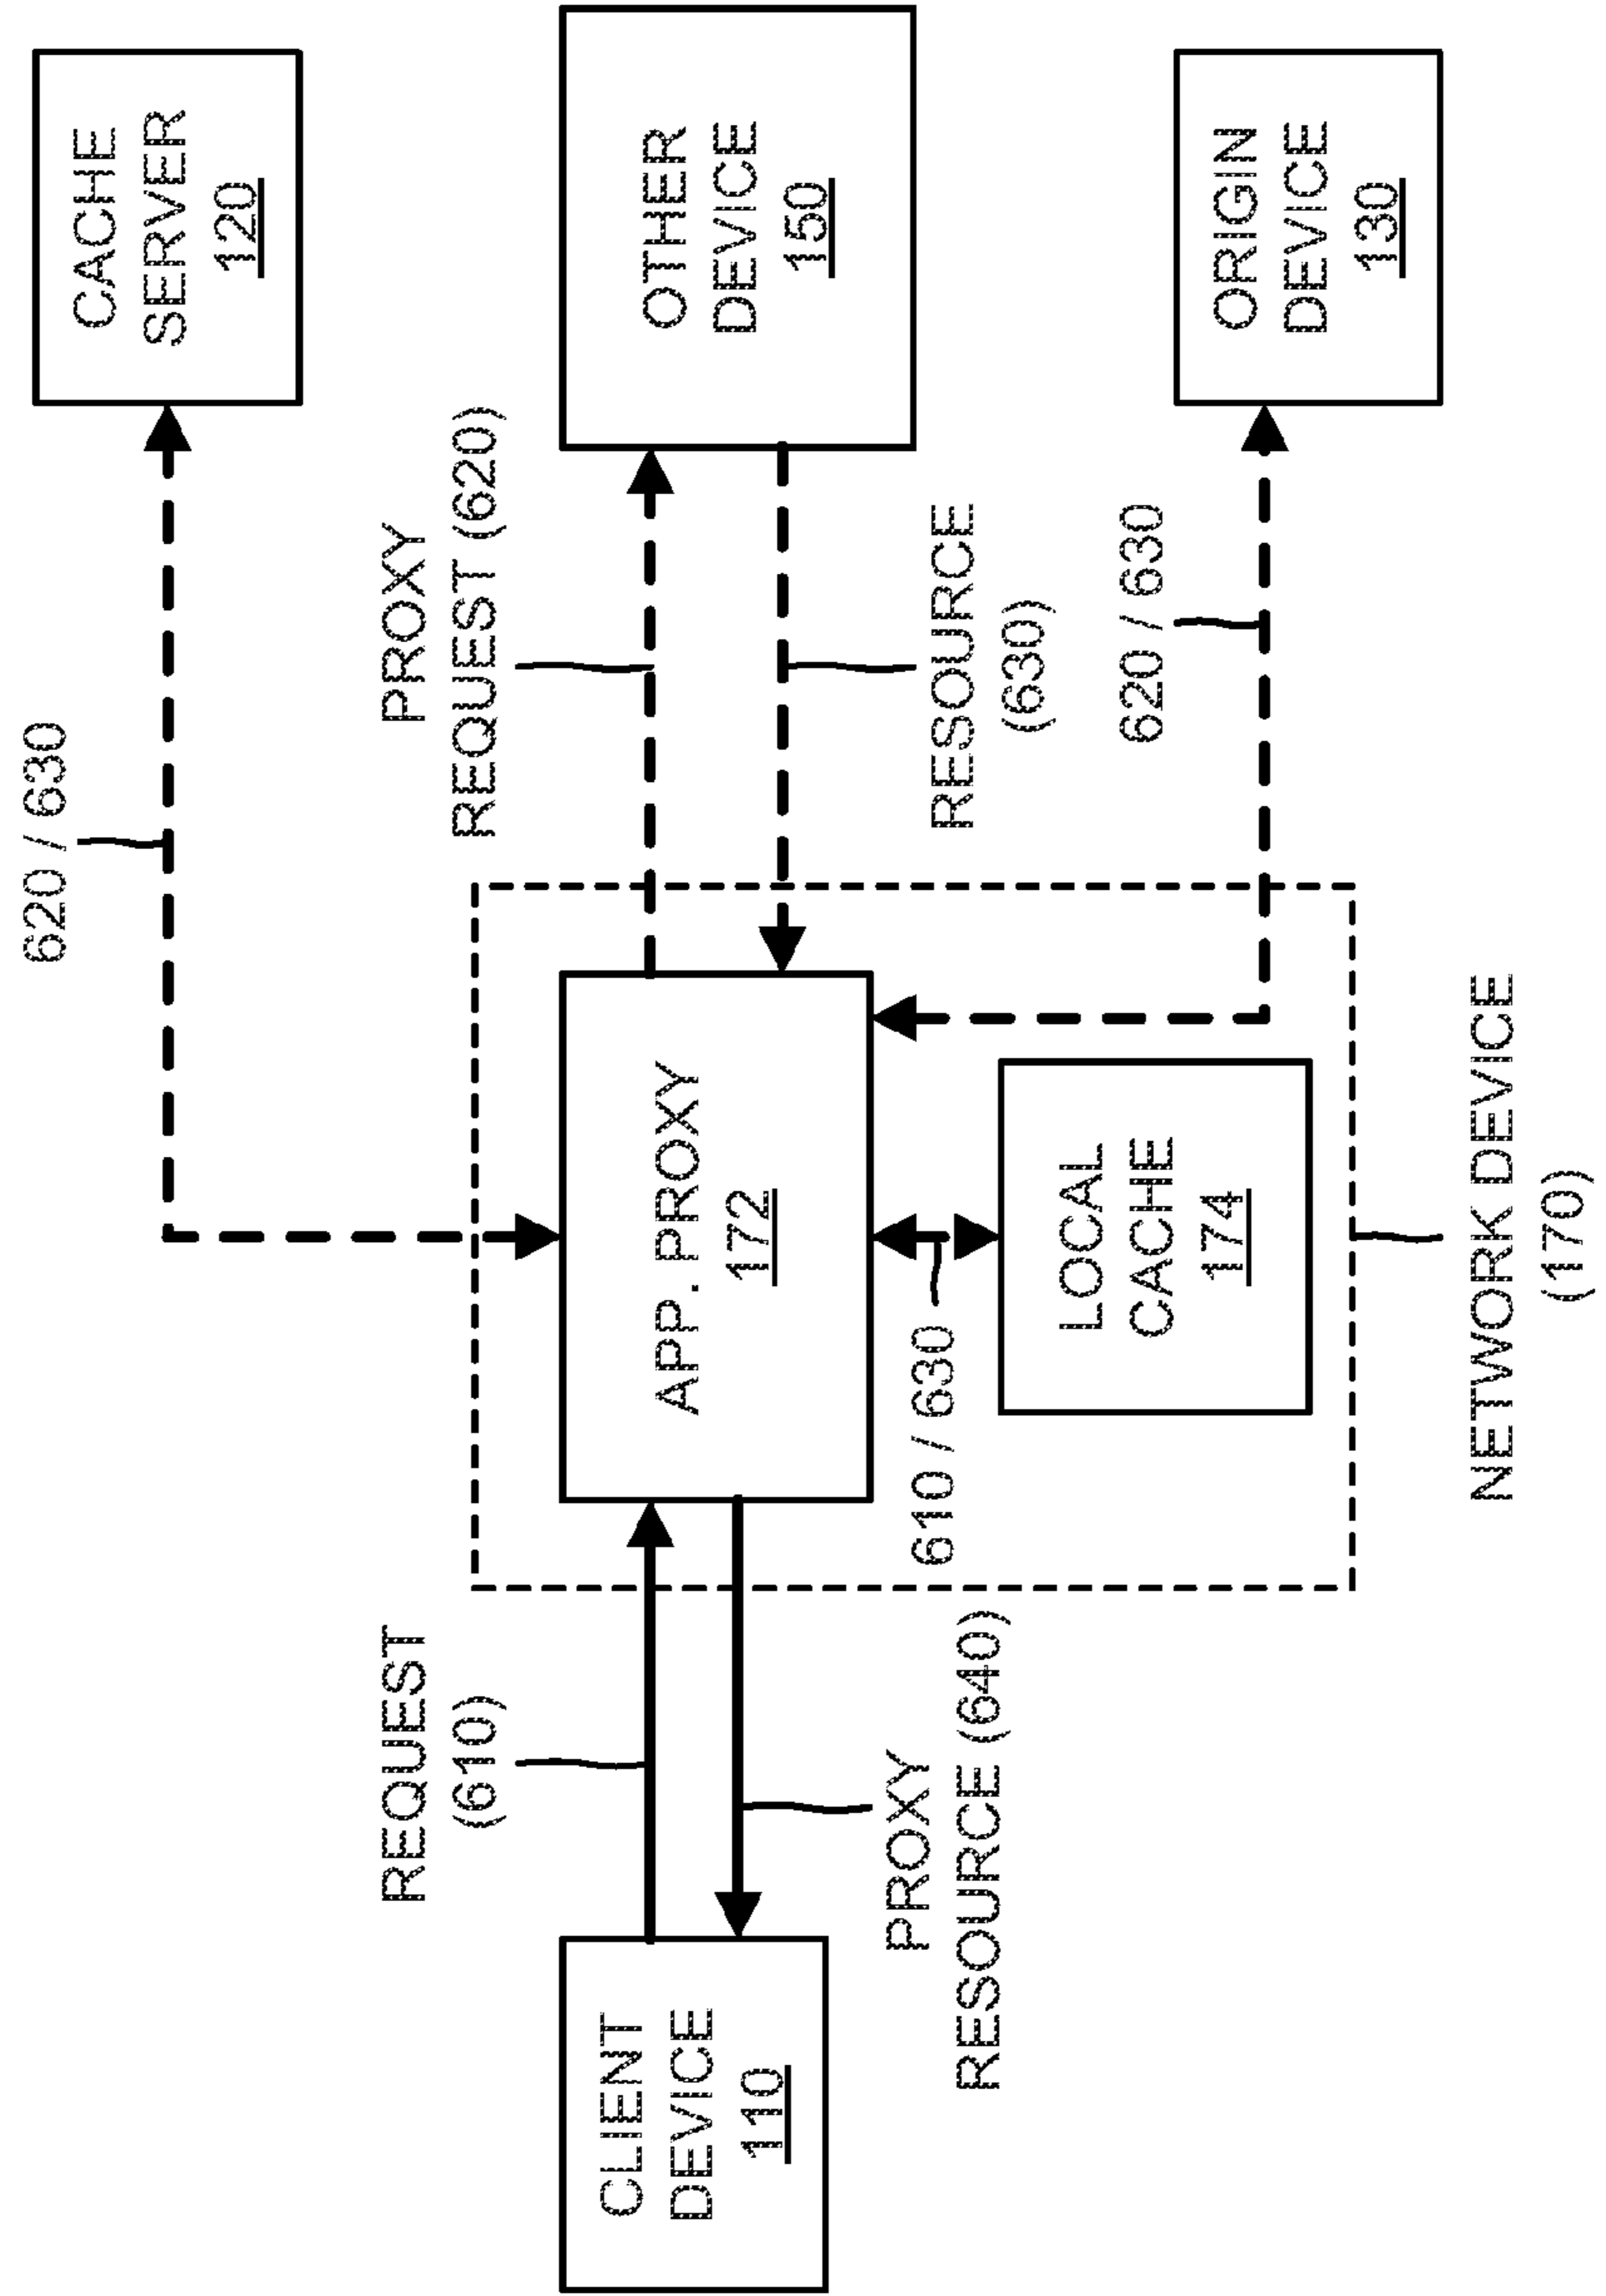 620 / 630
CACHE
SERVER
120
REQUEST
(610)
PROXY
REQUEST (620)
CLIENT
DEVICE
110
APP. PROXY
172
OTHER
DEVICE
150
PROXY
RESOURCE (640)
610 / 630
RESOURCE
(630)
LOCAL
CACHE
174
620 / 630
ORIGIN
DEVICE
130
NETWORK DEVICE
(170)